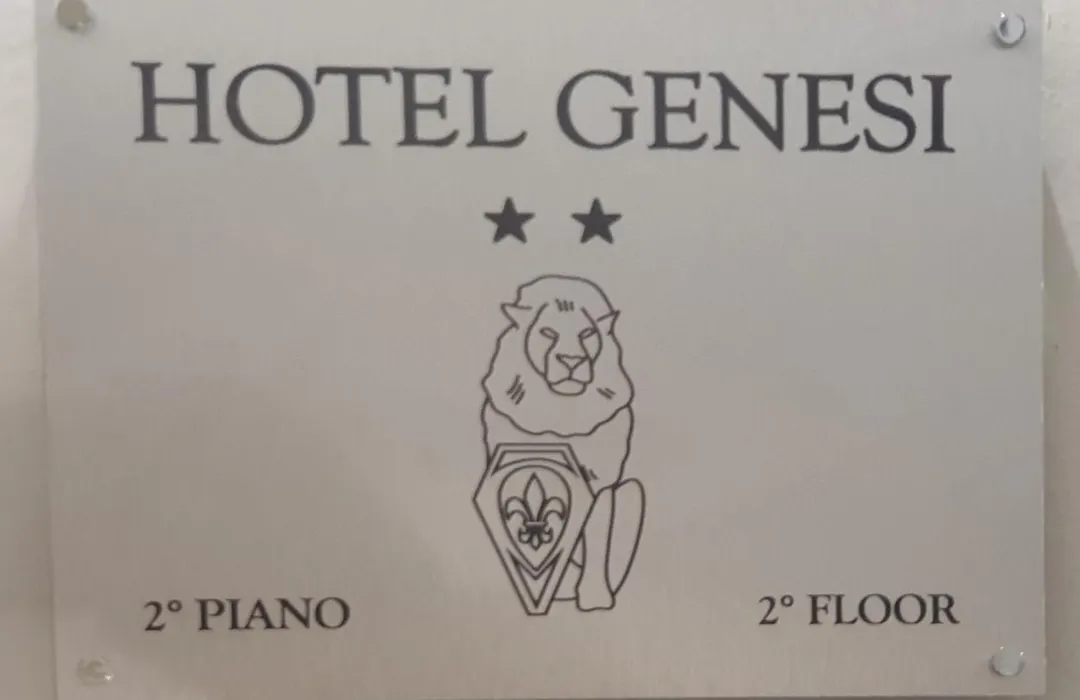 HOTEL GENESI
★ ★
2° PIANO
2° FLOOR